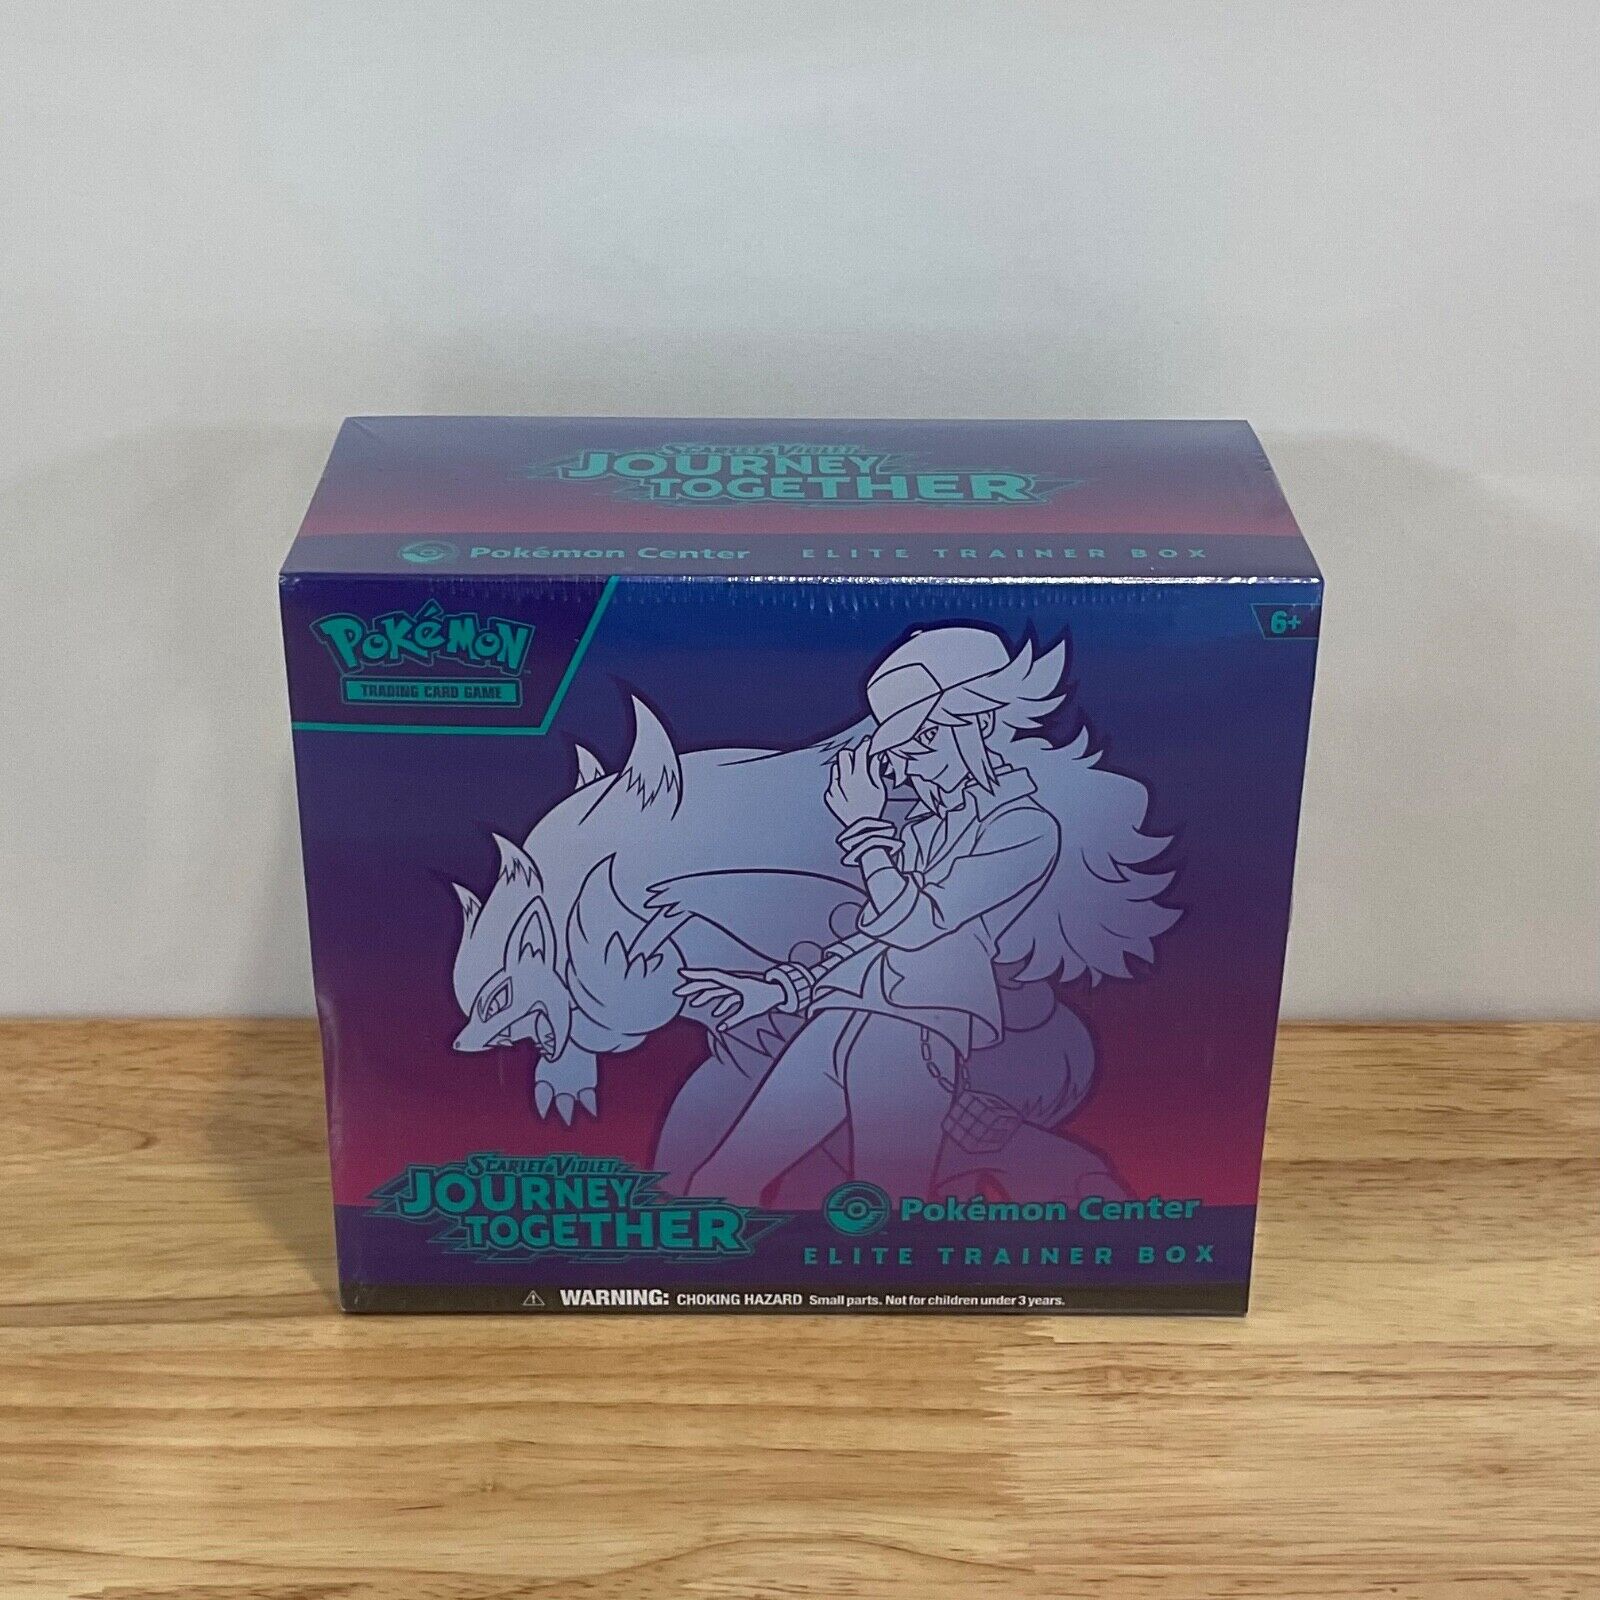 SCARLET & VIOLET
JOURNEY
TOGETHER
Pokémon Center ELITE TRAINER BOX
POKéMON
TRADING CARD GAME
6+
SCARLET & VIOLET
JOURNEY
TOGETHER
Pokémon Center
ELITE TRAINER BOX
WARNING: CHOKING HAZARD Small parts. Not for children under 3 years.